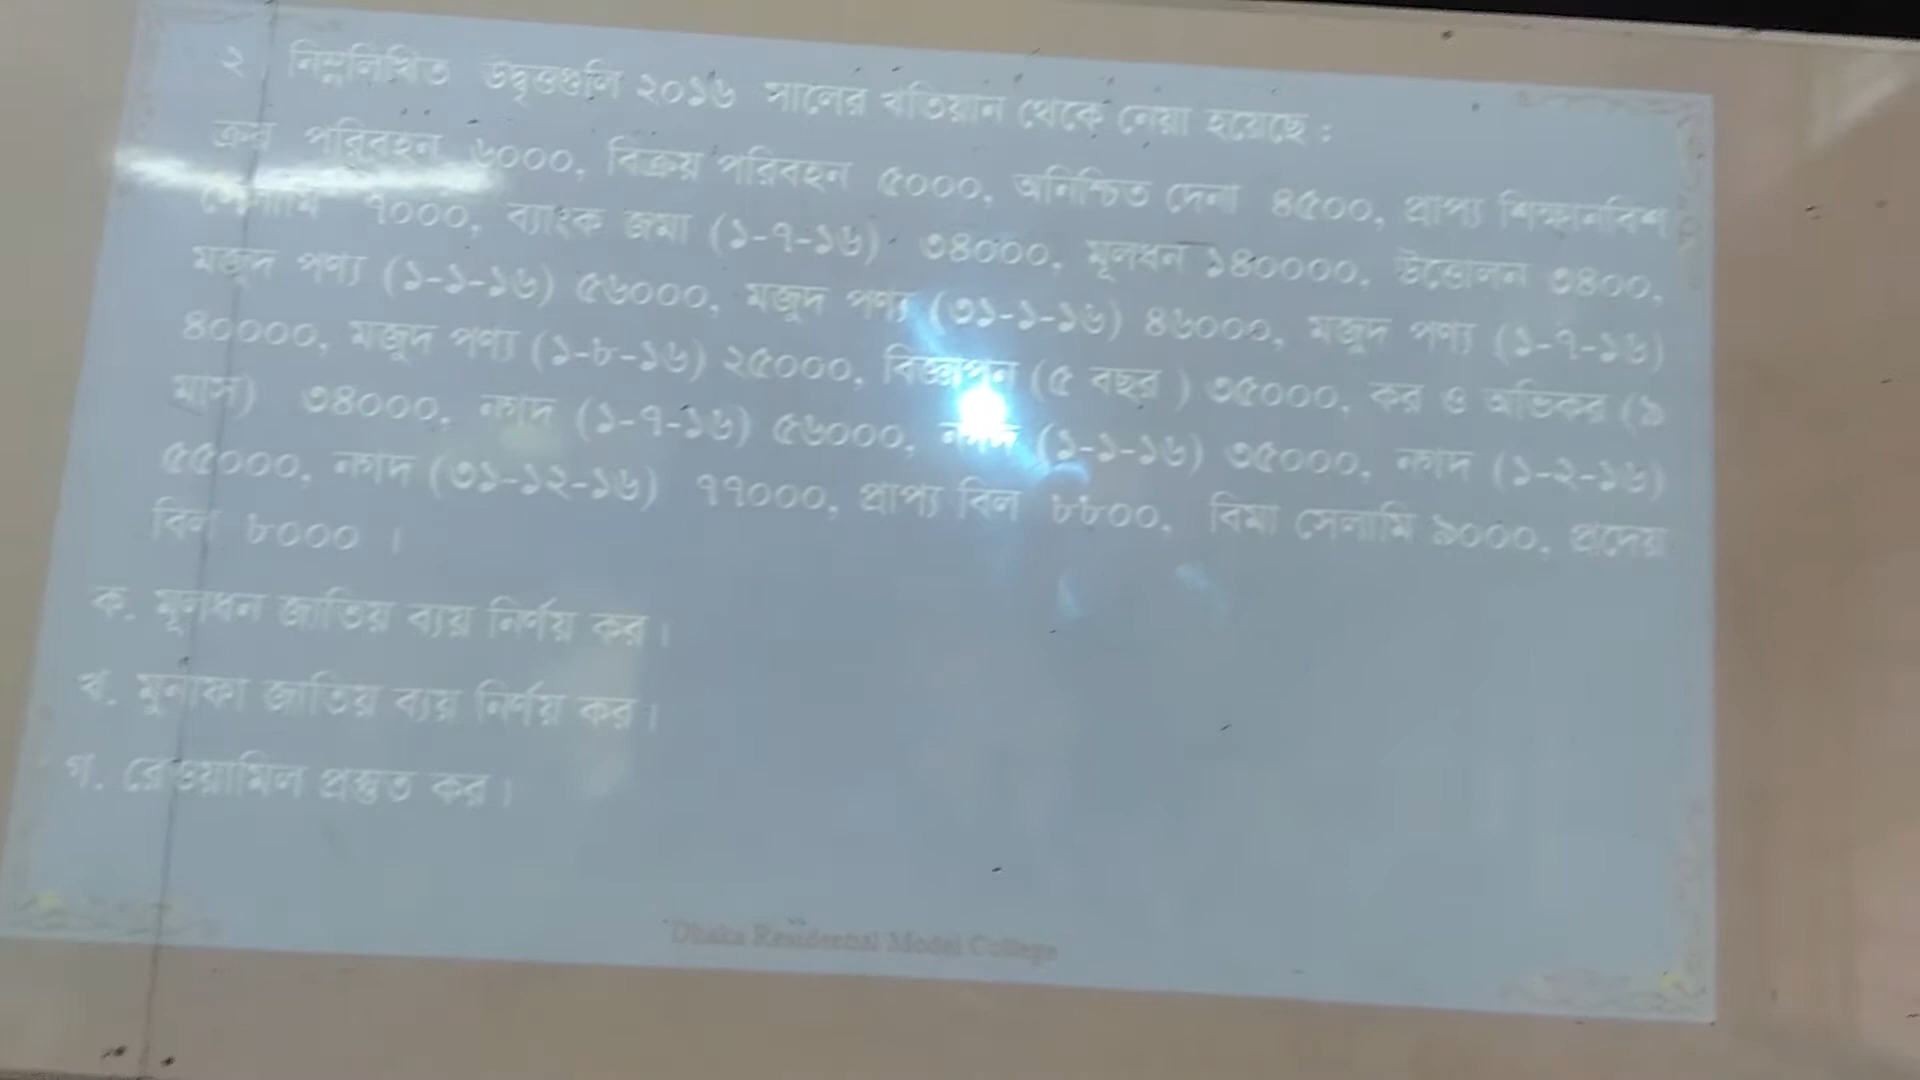 ২ নিম্নলিখিত উদ্বৃত্তগুলি ২০১৬ সালের খতিয়ান থেকে নেয়া হয়েছে :
ক্রয় পরিবহন ৬০০০, বিক্রয় পরিবহন ৫০০০, অনিশ্চিত দেনা ৪৫০০, প্রাপ্য শিক্ষানবিশ
সেলামি ৭০০০, ব্যাংক জমা (১-৭-১৬) ৩৪০০০, মূলধন ১৪০০০০, উত্তোলন ৩৪০০,
মজুদ পণ্য (১-১-১৬) ৫৬০০০, মজুদ পণ্য (৩১-১-১৬) ৪৬০০০, মজুদ পণ্য (১-৭-১৬)
৪০০০০, মজুদ পণ্য (১-৮-১৬) ২৫০০০, বিজ্ঞাপন (৫ বছর ) ৩৫০০০, কর ও অভিকর (৯
মাস) ৩৪০০০, নগদ (১-৭-১৬) ৫৬০০০, নগদ (১-১-১৬) ৩৫০০০, নগদ (১-২-১৬)
৫৫০০০, নগদ (৩১-১২-১৬) ৭৭০০০, প্রাপ্য বিল ৮৮০০, বিমা সেলামি ৯০০০, প্রদেয়
বিল ৮০০০ ।
ক. মূলধন জাতিয় ব্যয় নির্ণয় কর।
খ. মুনাফা জাতিয় ব্যয় নির্ণয় কর।
গ. রেওয়ামিল প্রস্তুত কর।
Dhaka Residential Model College